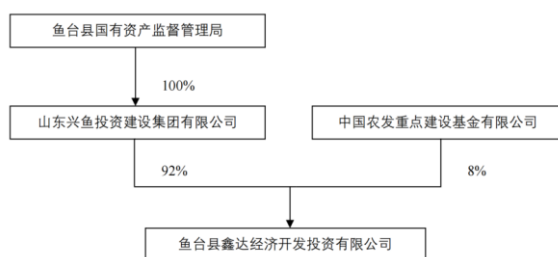 鱼台县国有资产监督管理局
100%
山东兴鱼投资建设集团有限公司
中国农发重点建设基金有限公司
92%
8%
鱼台县鑫达经济开发投资有限公司